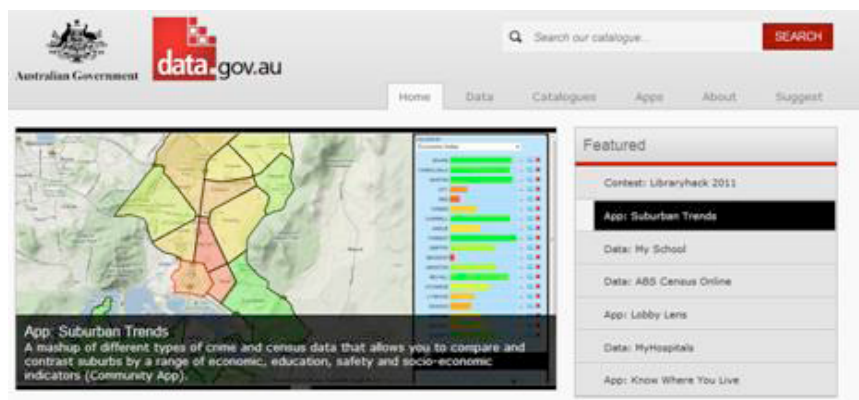 Australian Government
data.gov.au
Search our catalogue...
SEARCH
Home
Data
Catalogues
Apps
About
Suggest
Economic Index
App: Suburban Trends
A mashup of different types of crime and census data that allows you to compare and
contrast suburbs by a range of economic, education, safety and socio-economic
indicators (Community App).
Featured
Contest: Libraryhack 2011
App: Suburban Trends
Data: My School
Data: ABS Census Online
App: Lobby Lens
Data: MyHospitals
App: Know Where You Live